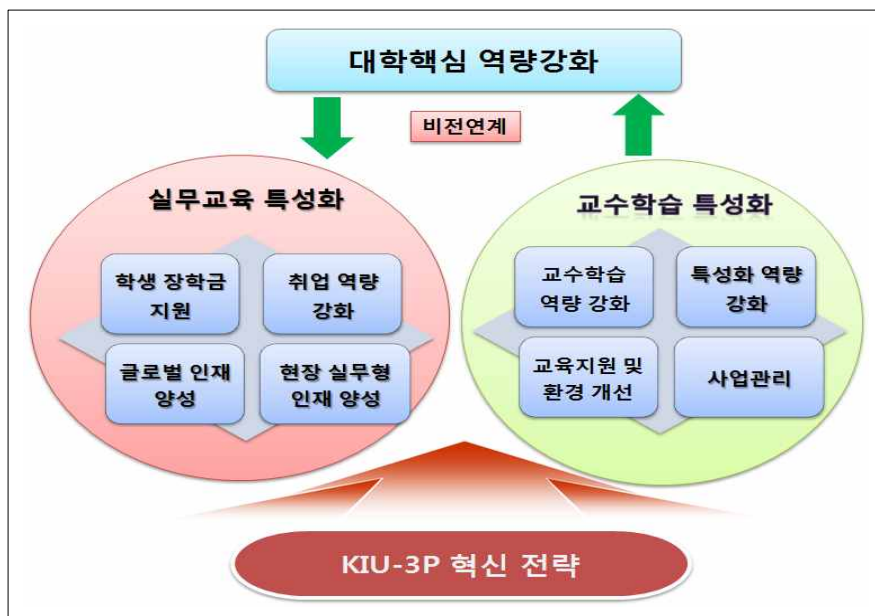 대학핵심 역량강화
비전연계
실무교육 특성화
학생 장학금
지원
취업 역량
강화
글로벌 인재
양성
현장 실무형
인재 양성
교수학습 특성화
교수학습
역량 강화
특성화 역량
강화
교육지원 및
환경 개선
사업관리
KIU-3P 혁신 전략